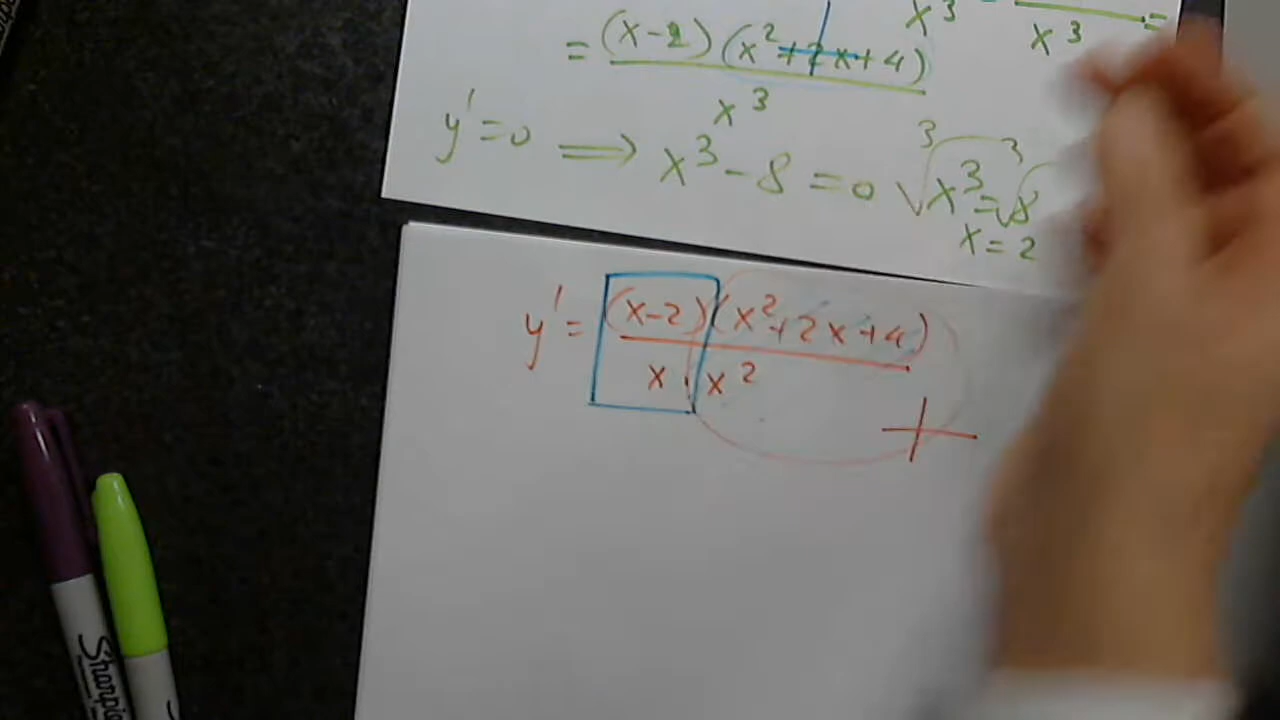 x³ - ——— =
x³
= (x-2)(x²+2x+4)
x³
y'=0 ⟹ x³-8=0 ∛x³=∛8
x=2
y'= (x-2)(x²+2x+4)
x . x²
+
Sharpie